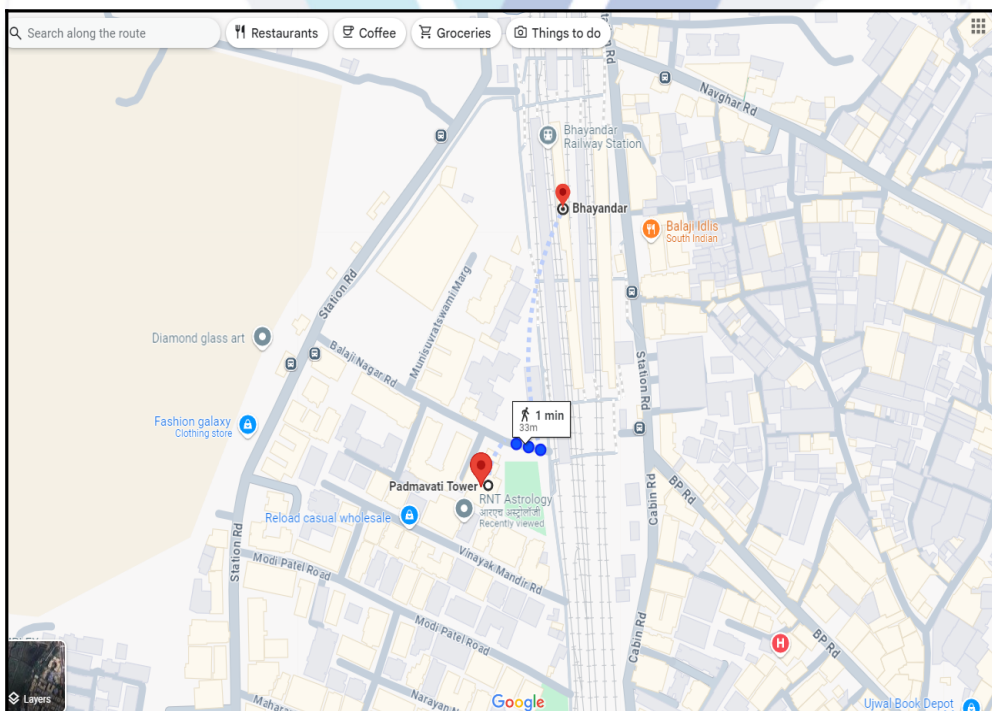 Search along the route
Restaurants
Coffee
Groceries
Things to do
Navghar Rd
Bhayandar
Railway Station
Bhayandar
Balaji Idlis
South Indian
Station Rd
Munisuvratswami Marg
Diamond glass art
Balaji Nagar Rd
Station Rd
1 min
33m
Fashion galaxy
Clothing store
Padmavati Tower
RNT Astrology
Recently viewed
Reload casual wholesale
Cabin Rd
BP Rd
Station Rd
Vinayak Mandir Rd
Modi Patel Road
Modi Patel Road
Cabin Rd
BP Rd
H
Layers
Google
Narayan
Ujwal Book Depot